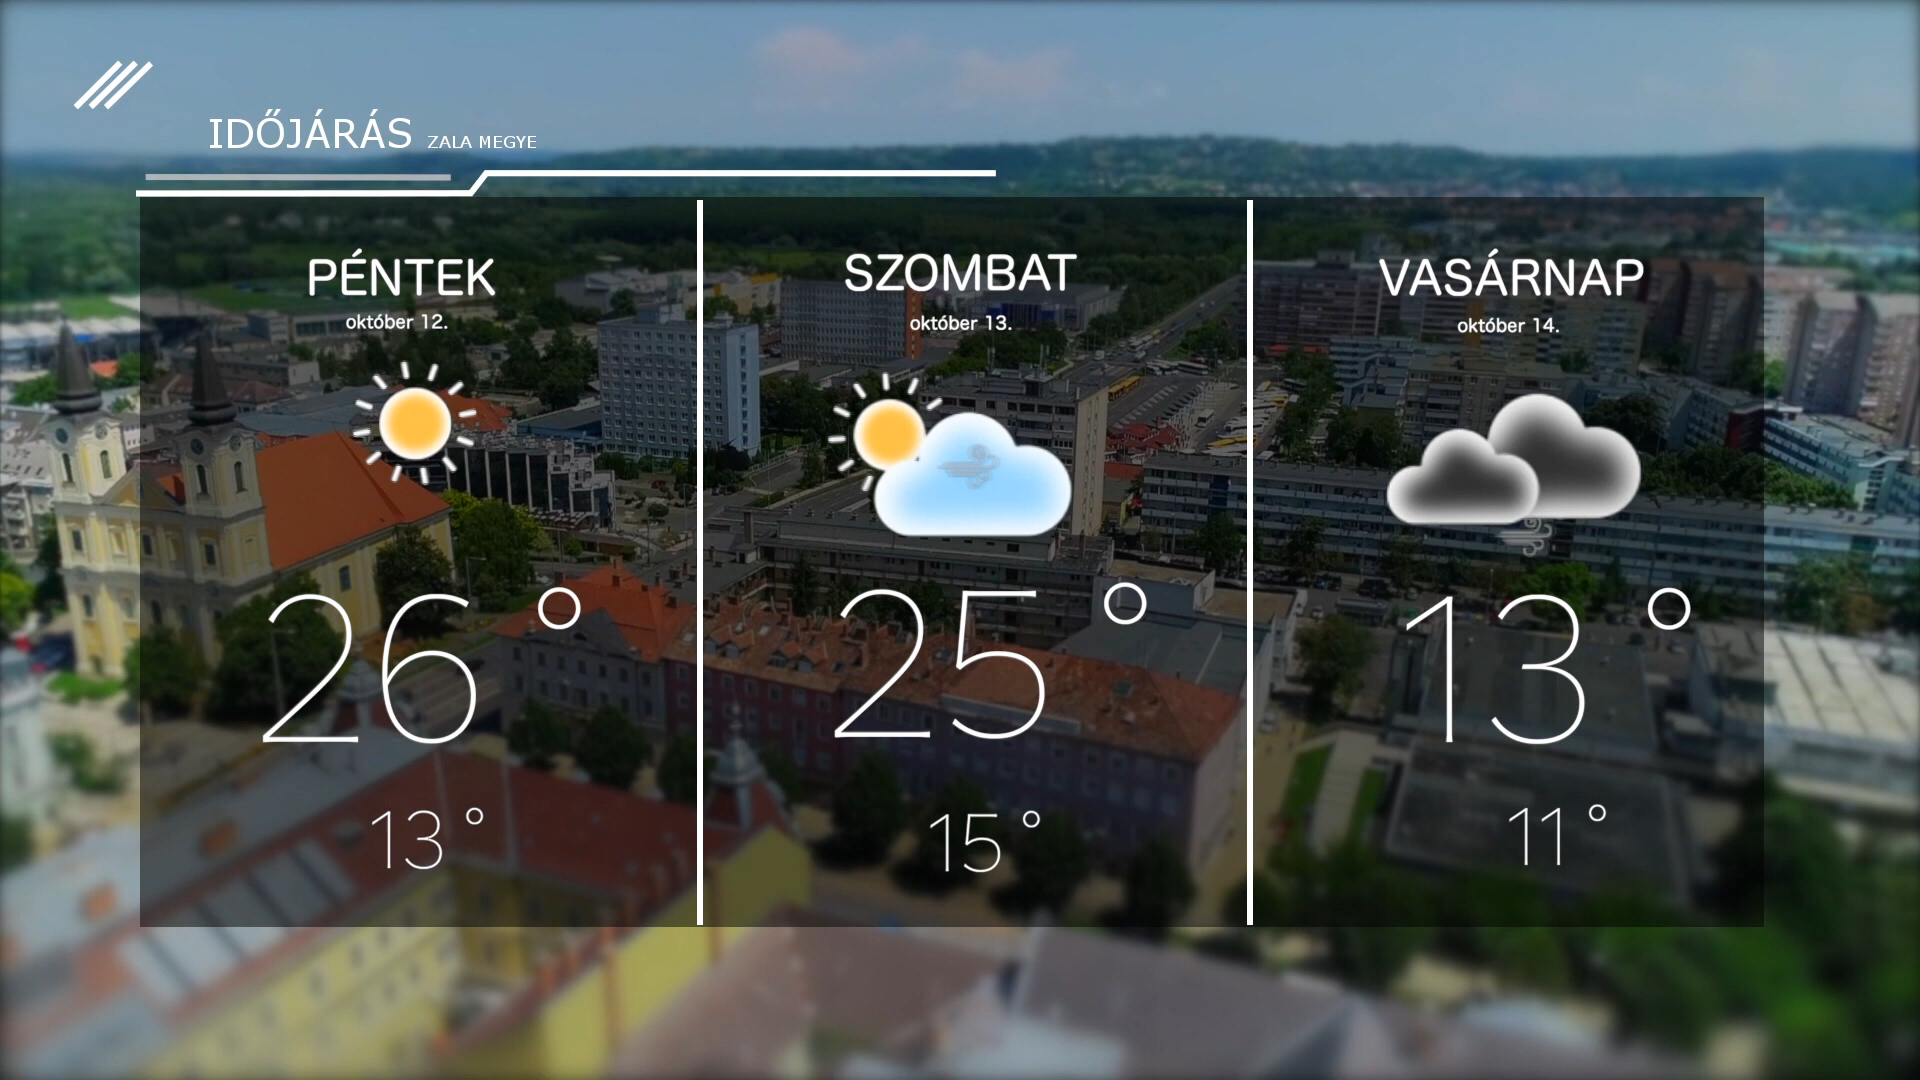 IDŐJÁRÁS ZALA MEGYE
PÉNTEK
október 12.
26°
13°
SZOMBAT
október 13.
25°
15°
VASÁRNAP
október 14.
13°
11°